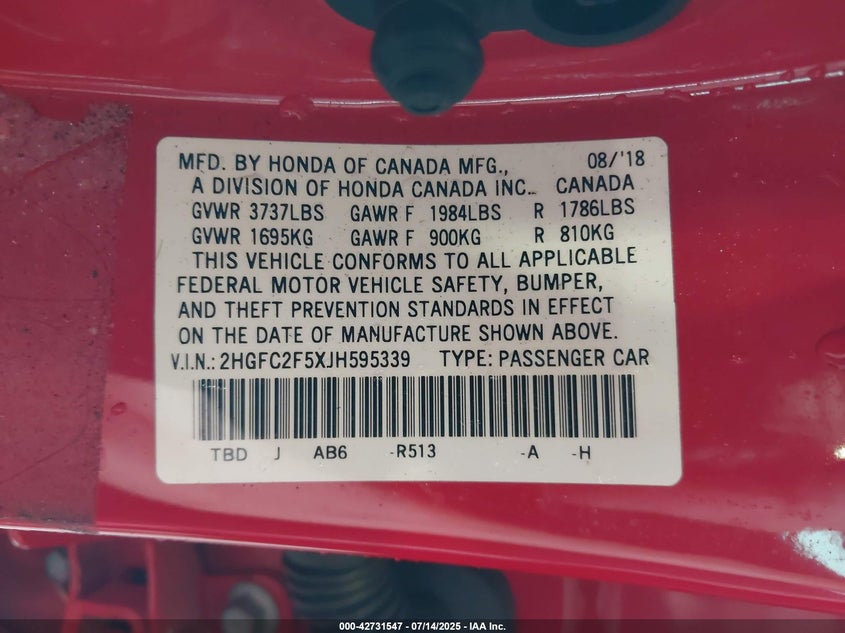 MFD. BY HONDA OF CANADA MFG., 08/'18
A DIVISION OF HONDA CANADA INC. CANADA
GVWR 3737LBS GAWR F 1984LBS R 1786LBS
GVWR 1695KG GAWR F 900KG R 810KG
THIS VEHICLE CONFORMS TO ALL APPLICABLE
FEDERAL MOTOR VEHICLE SAFETY, BUMPER,
AND THEFT PREVENTION STANDARDS IN EFFECT
ON THE DATE OF MANUFACTURE SHOWN ABOVE.
V.I.N.: 2HGFC2F5XJH595339 TYPE: PASSENGER CAR
TBD J AB6 -R513 -A -H
000-42731547 - 07/14/2025 - IAA Inc.